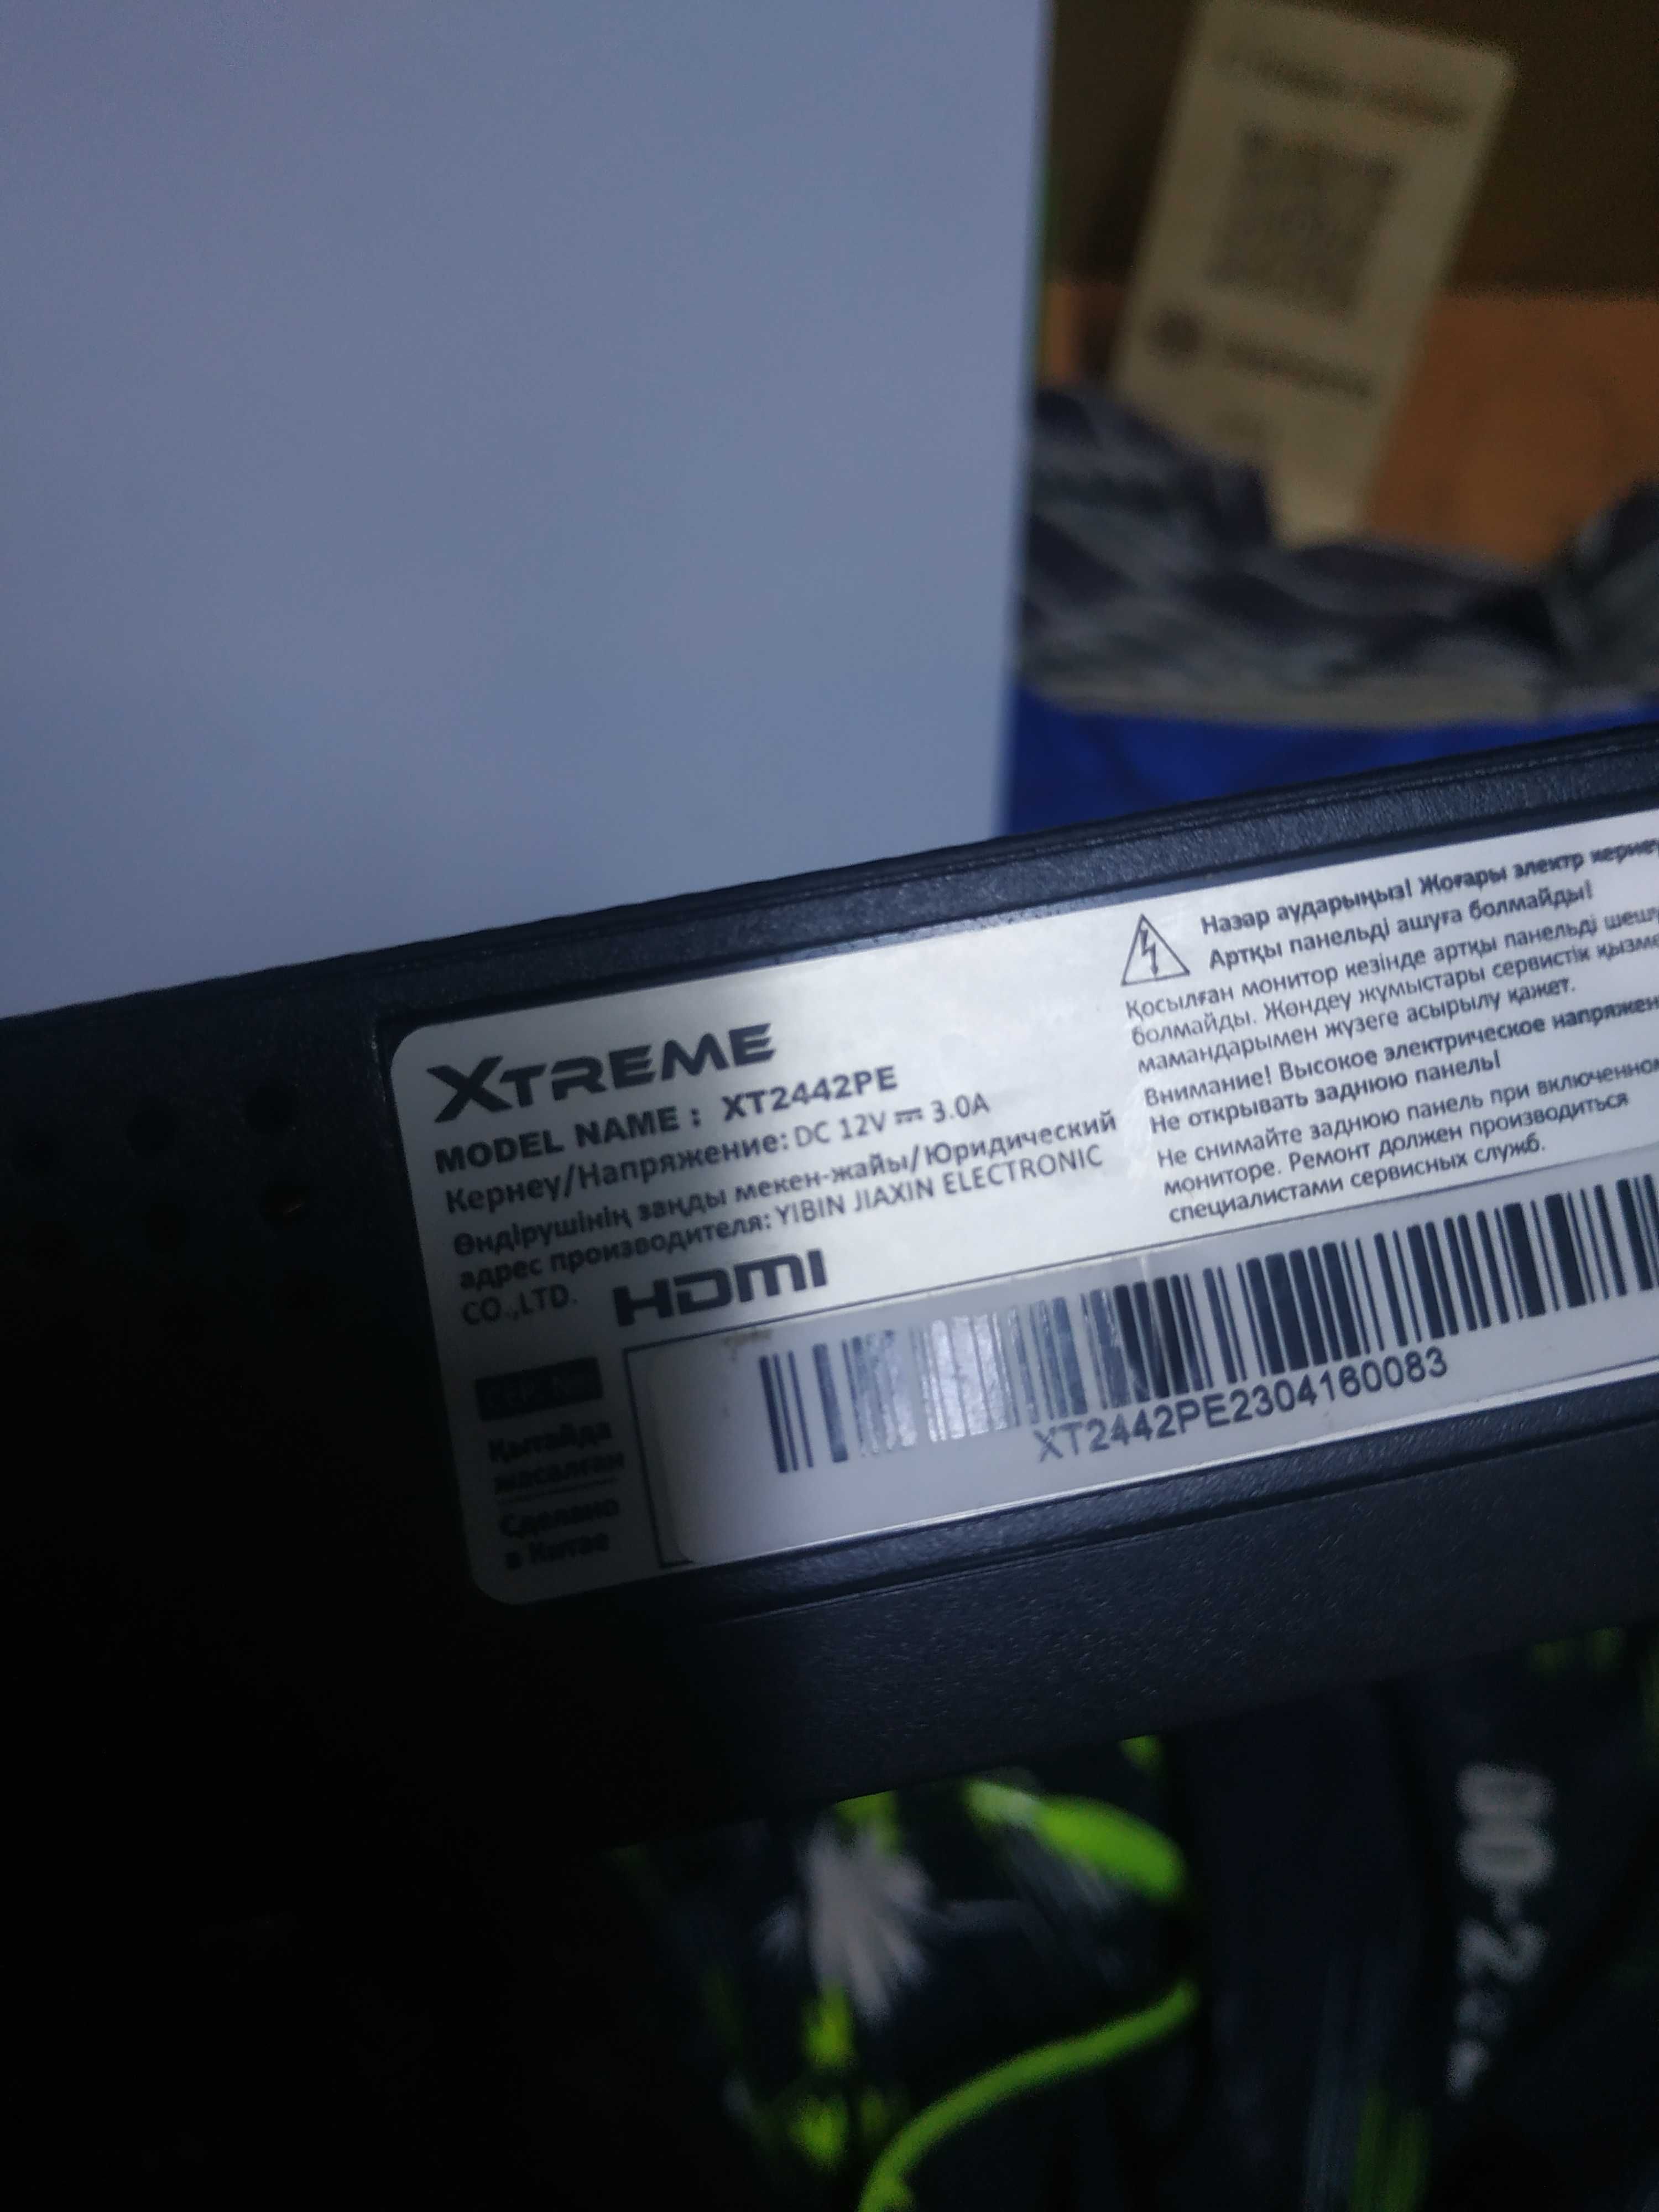 XTREME
MODEL NAME : XT2442PE
Кернеу/Напряжение: DC 12V ⎓ 3.0A
Өндірушінің заңды мекен-жайы/Юридический
адрес производителя: YIBIN JIAXIN ELECTRONIC
CO.,LTD.
HDMI
Қытайда
жасалған
Сделано
в Китае
Назар аударыңыз! Жоғары электр
Артқы панельді ашуға болмайды!
Қосылған монитор кезінде артқы панельді
болмайды. Жөндеу жұмыстары сервистік
мамандарымен жүзеге асырылу қажет.
Внимание! Высокое электрическое
Не открывать заднюю панель!
Не снимайте заднюю панель при
мониторе. Ремонт должен производиться
специалистами сервисных служб.
XT2442PE2304160083